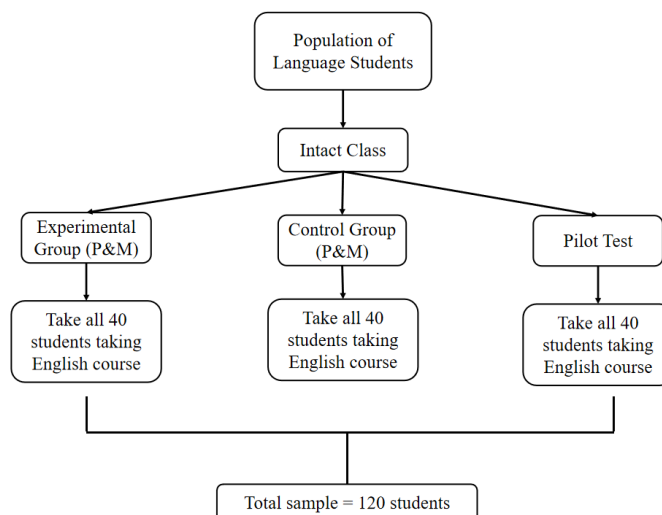 Population of
Language Students
Intact Class
Experimental
Group (P&M)
Control Group
(P&M)
Pilot Test
Take all 40
students taking
English course
Take all 40
students taking
English course
Take all 40
students taking
English course
Total sample = 120 students